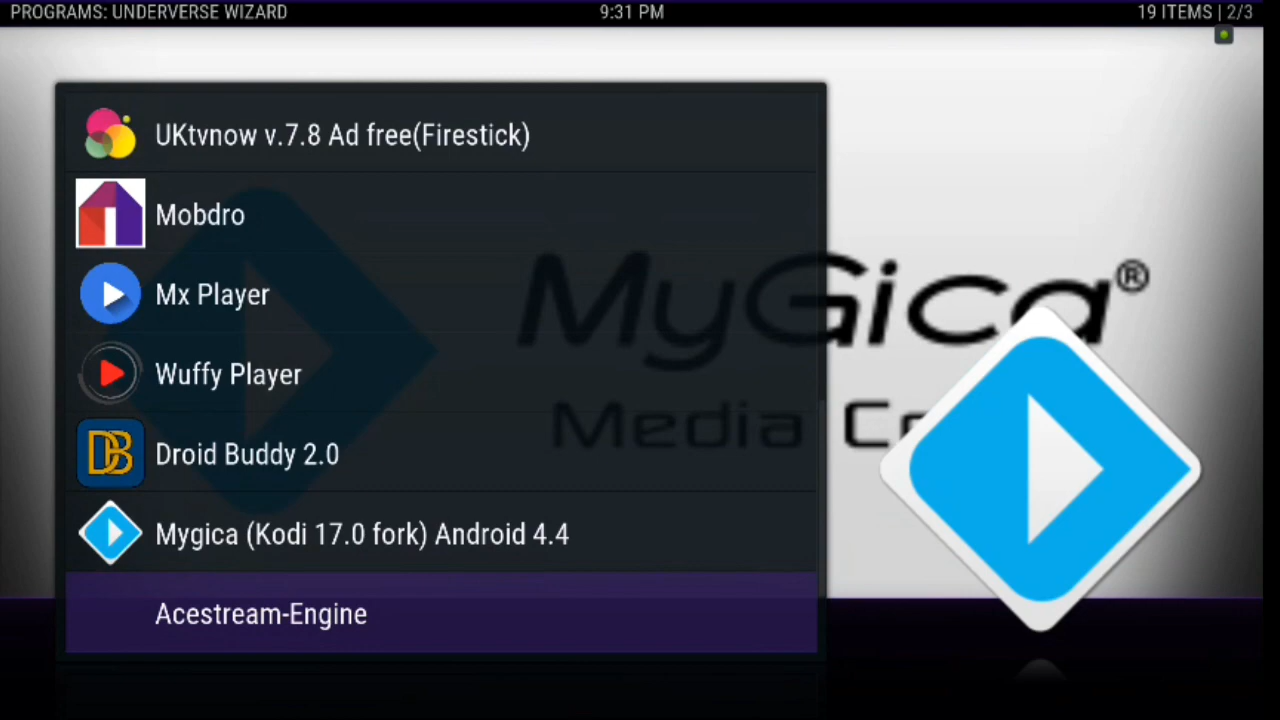 PROGRAMS: UNDERVERSE WIZARD
9:31 PM
19 ITEMS | 2/3
UKtvnow v.7.8 Ad free(Firestick)
Mobdro
Mx Player
Wuffy Player
DB
Droid Buddy 2.0
Mygica (Kodi 17.0 fork) Android 4.4
Acestream-Engine
MyGica®
Media